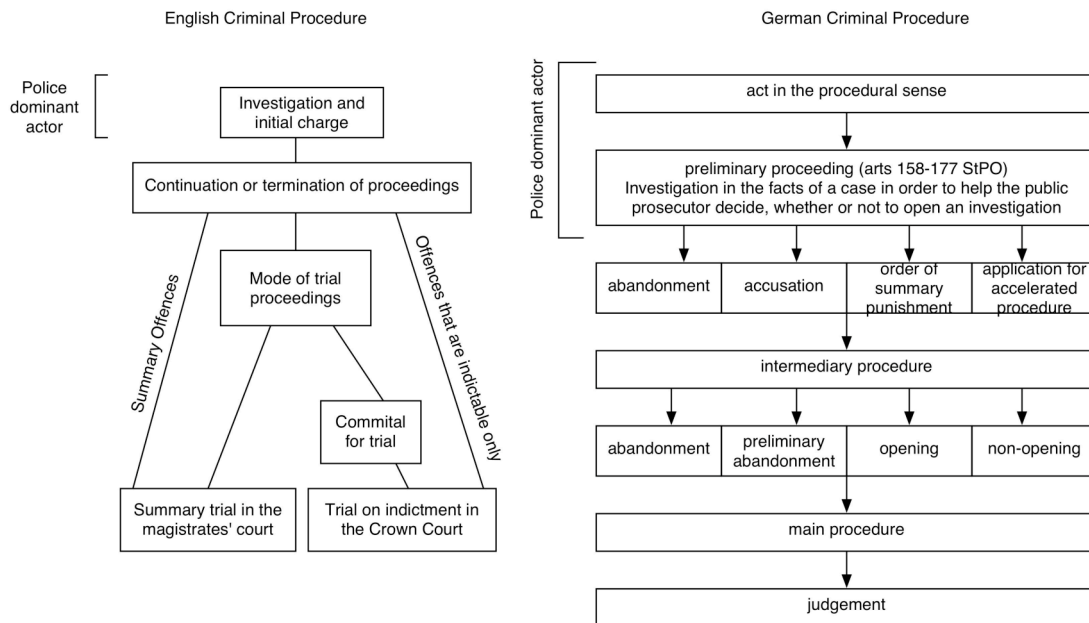 English Criminal Procedure
Police
dominant
actor
Investigation and
initial charge
Continuation or termination of proceedings
Summary Offences
Mode of trial
proceedings
Offences that are indictable only
Commital
for trial
Summary trial in the
magistrates' court
Trial on indictment in
the Crown Court
German Criminal Procedure
Police dominant actor
act in the procedural sense
preliminary proceeding (arts 158-177 StPO)
Investigation in the facts of a case in order to help the public
prosecutor decide, whether or not to open an investigation
abandonment
accusation
order of
summary
punishment
application for
accelerated
procedure
intermediary procedure
abandonment
preliminary
abandonment
opening
non-opening
main procedure
judgement